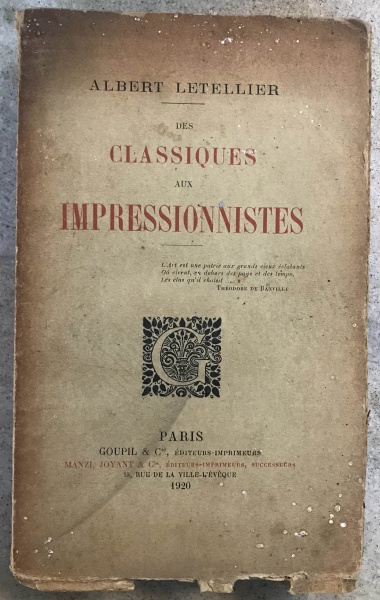 ALBERT LETELLIER
DES
CLASSIQUES
AUX
IMPRESSIONNISTES
L'Art est une patrie aux grands cieux éclatants
Où vivent, en dehors des pays et des temps,
Les élus qu'il choisit ....
THÉODORE DE BANVILLE
G
PARIS
GOUPIL & Cie, ÉDITEURS-IMPRIMEURS
MANZI, JOYANT & Cie, ÉDITEURS-IMPRIMEURS, SUCCESSEURS
15, RUE DE LA VILLE-L'ÉVÊQUE
1920